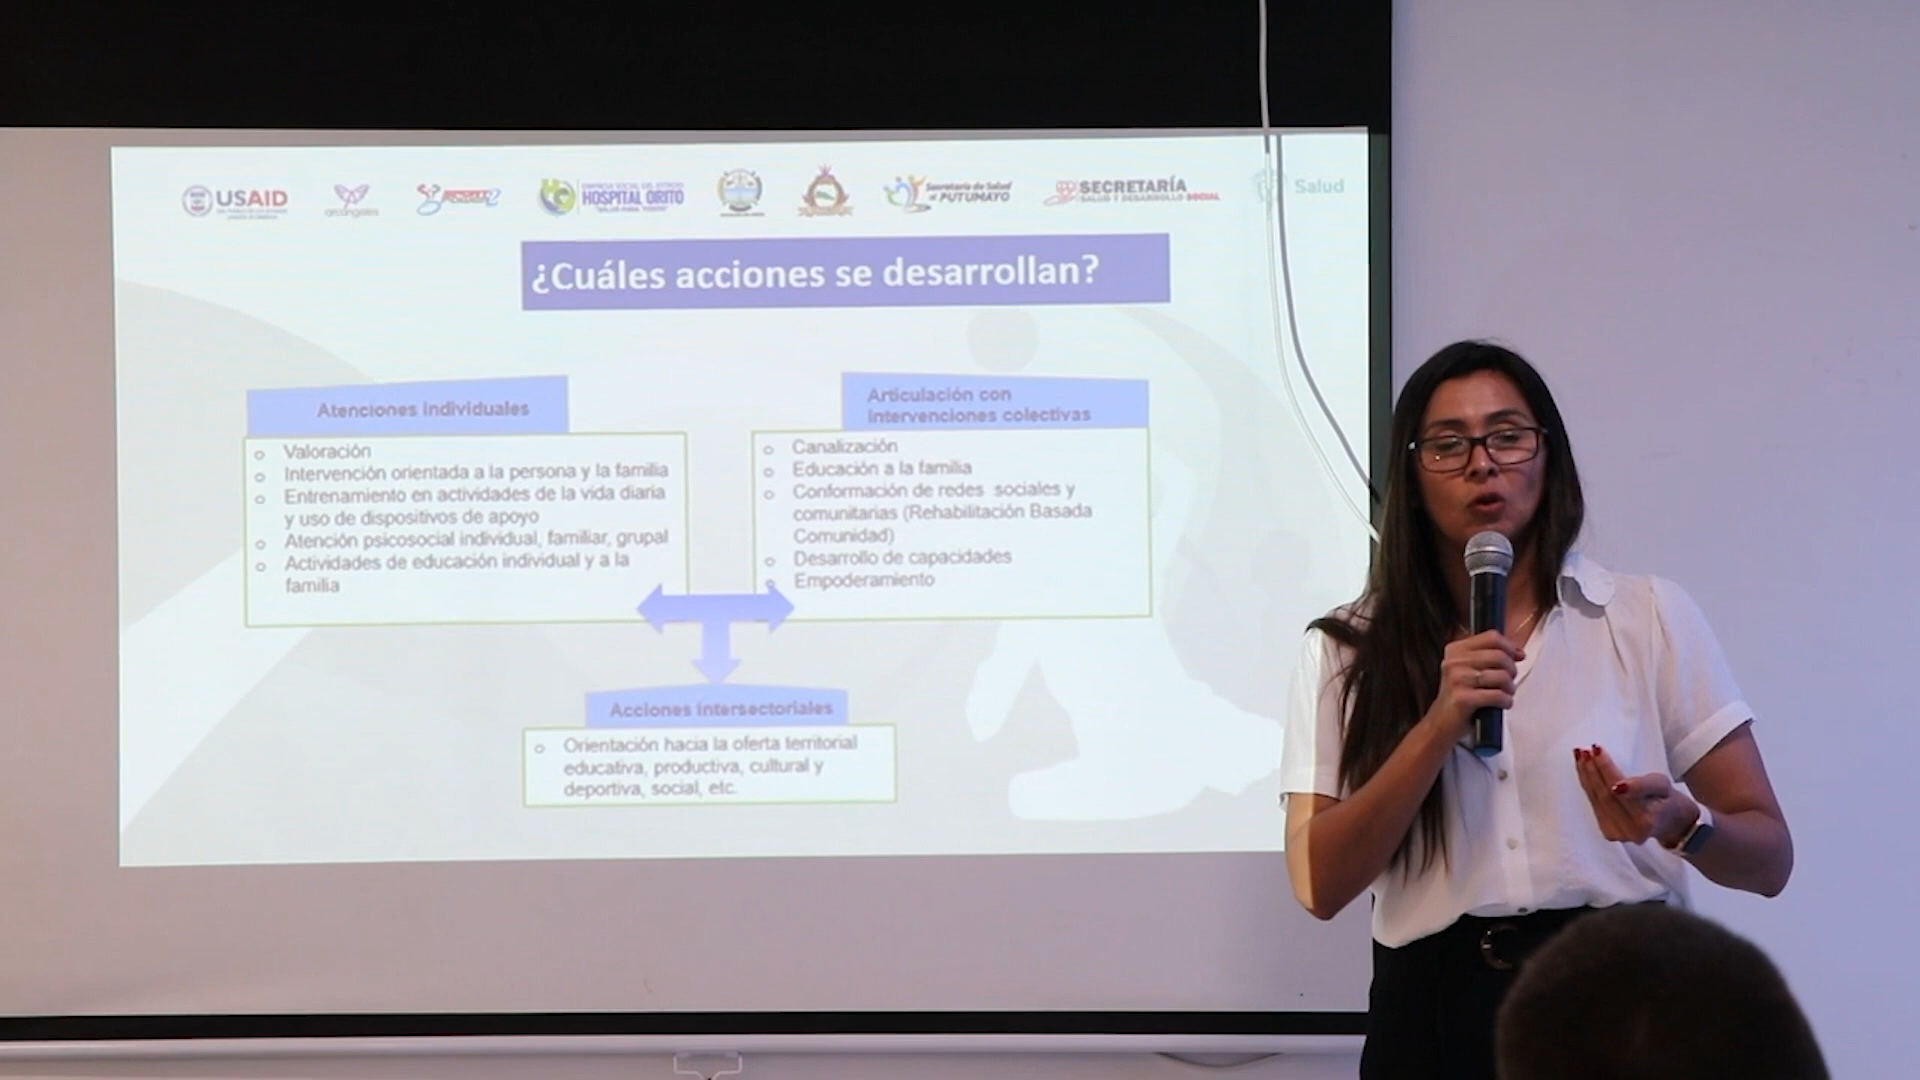 USAID
arcángeles
HOSPITAL ORITO
Secretaría de Salud
PUTUMAYO
SECRETARÍA
SALUD Y DESARROLLO SOCIAL
Salud
¿Cuáles acciones se desarrollan?
Atenciones individuales
o Valoración
o Intervención orientada a la persona y la familia
o Entrenamiento en actividades de la vida diaria
y uso de dispositivos de apoyo
o Atención psicosocial individual, familiar, grupal
o Actividades de educación individual y a la
familia
Articulación con
intervenciones colectivas
o Canalización
o Educación a la familia
o Conformación de redes sociales y
comunitarias (Rehabilitación Basada
Comunidad)
o Desarrollo de capacidades
o Empoderamiento
Acciones intersectoriales
o Orientación hacia la oferta territorial
educativa, productiva, cultural y
deportiva, social, etc.